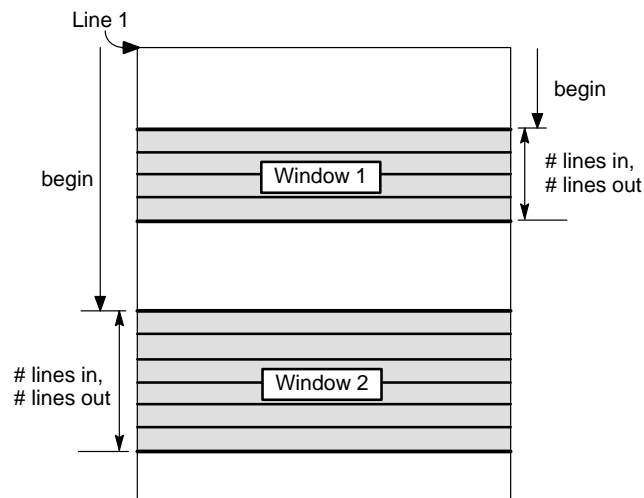 Line 1
begin
Window 1
# lines in,
# lines out
begin
# lines in,
# lines out
Window 2